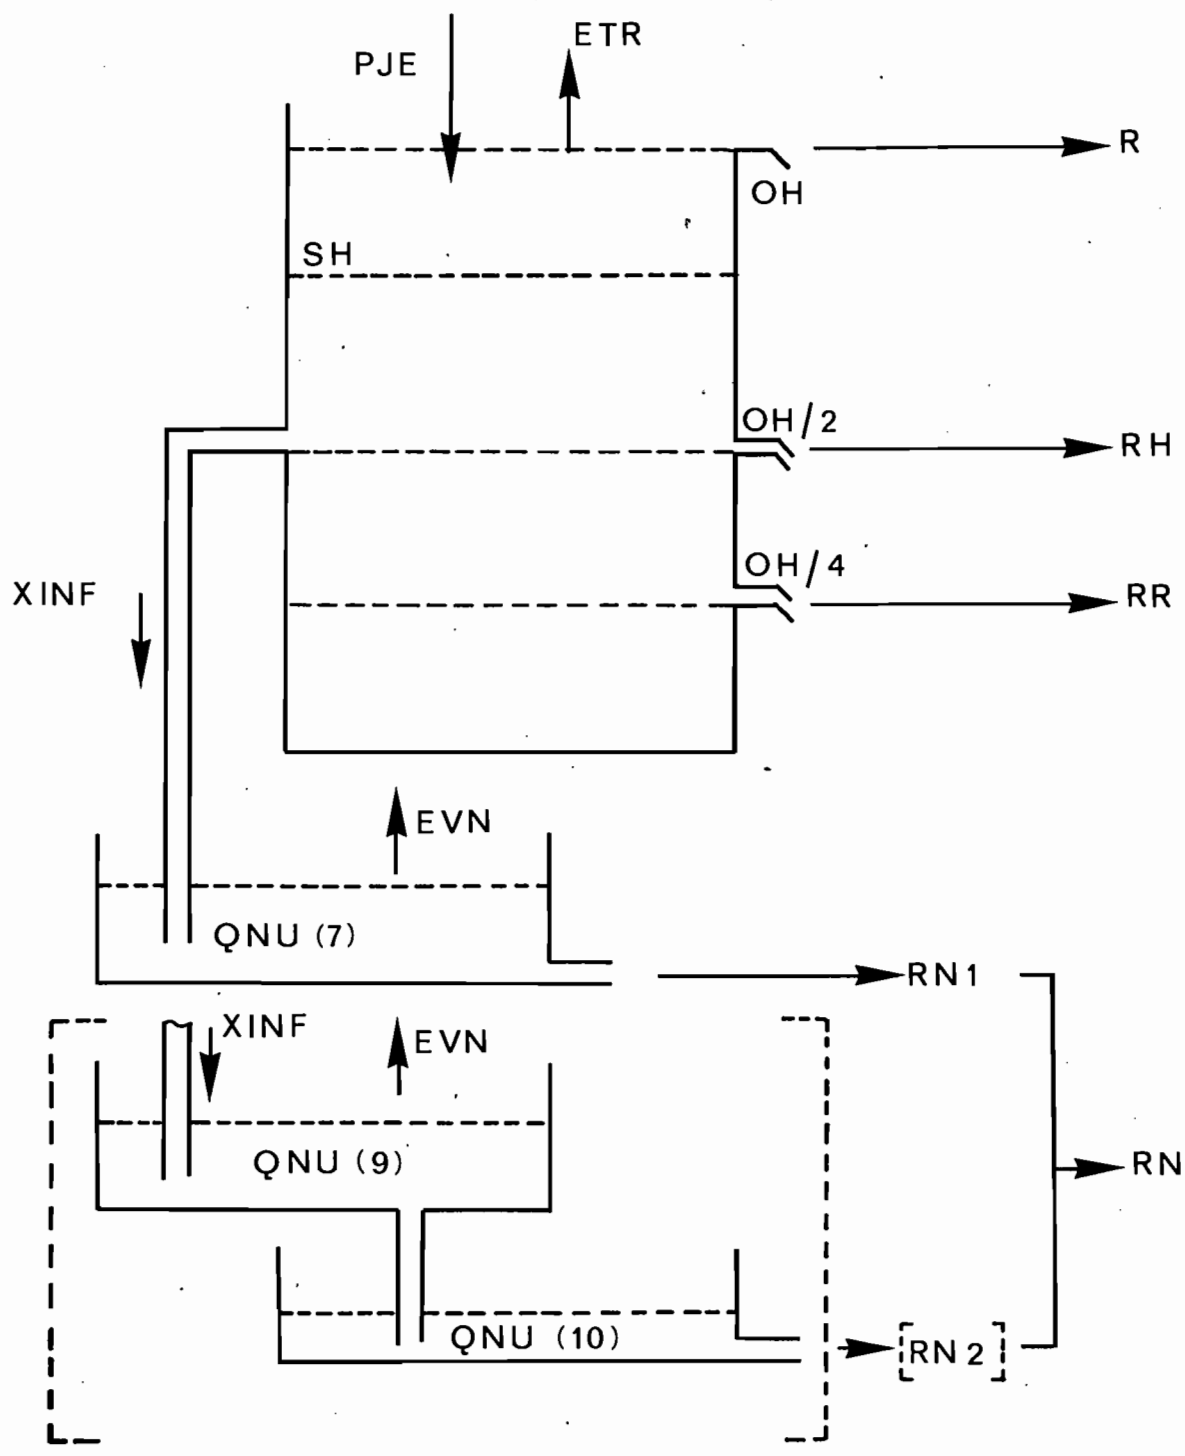 ETR
PJE
R
OH
SH
OH/2
RH
OH/4
XINF
RR
EVN
QNU (7)
RN1
XINF
EVN
QNU (9)
RN
QNU (10)
[RN2]